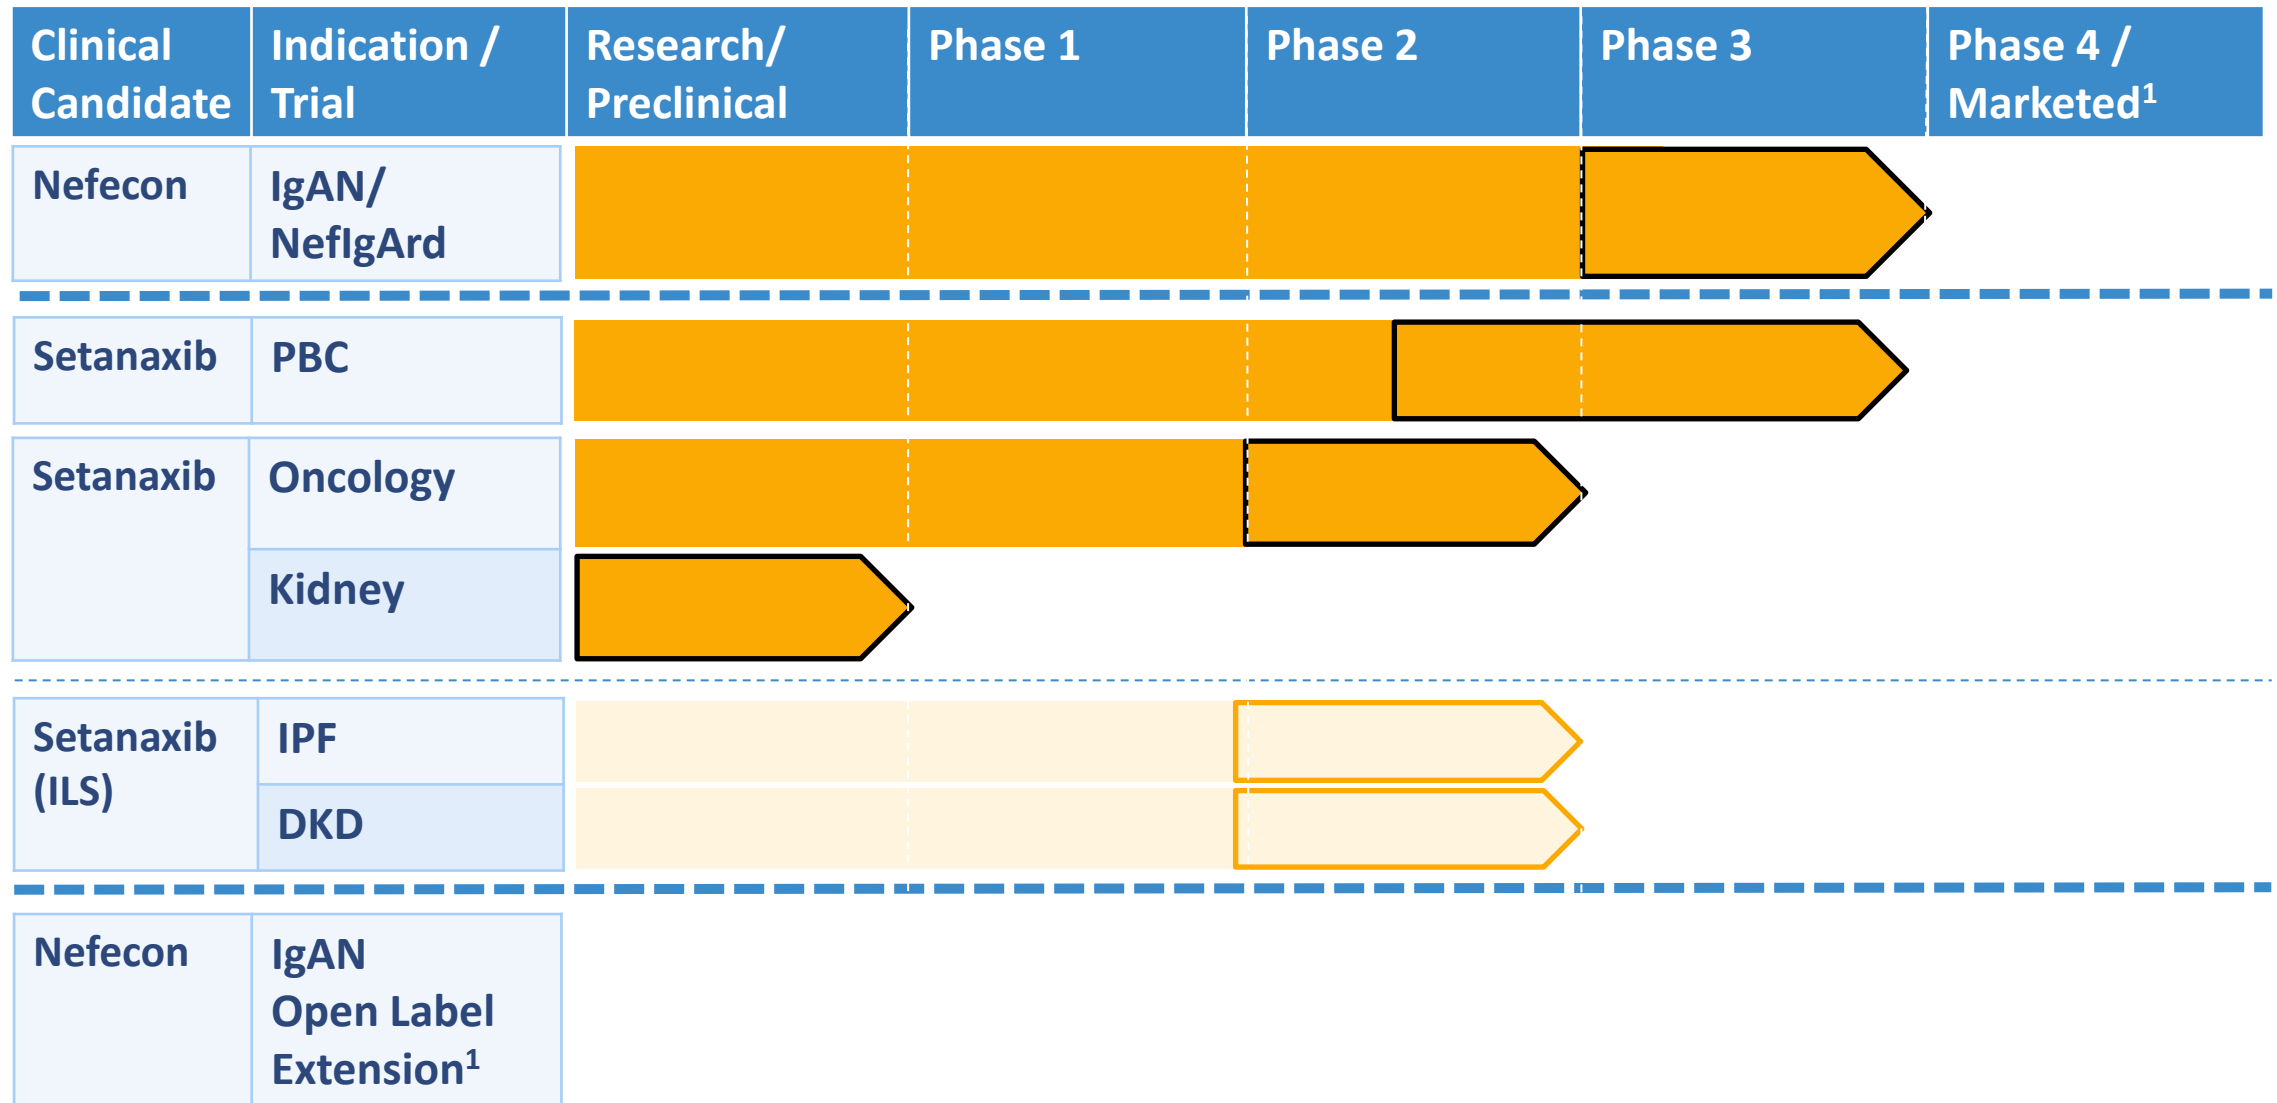 Clinical
Candidate
Indication /
Trial
Research/
Preclinical
Phase 1
Phase 2
Phase 3
Phase 4 /
Marketed¹
Nefecon
IgAN/
NefIgArd
Setanaxib
PBC
Setanaxib
Oncology
Kidney
Setanaxib
(ILS)
IPF
DKD
Nefecon
IgAN
Open Label
Extension¹